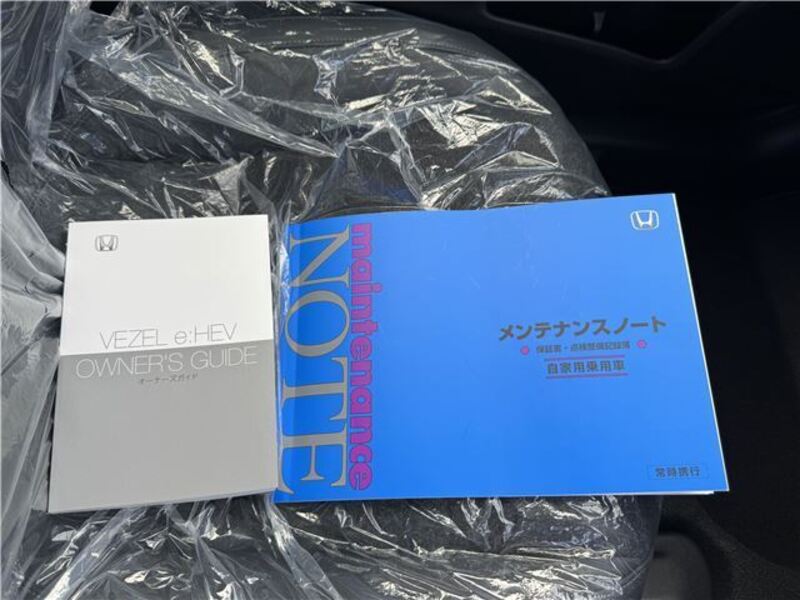 VEZEL e:HEV
OWNER'S GUIDE
オーナーズガイド
maintenance
NOTE
メンテナンスノート
保証書・点検整備記録簿
自家用乗用車
常時携行